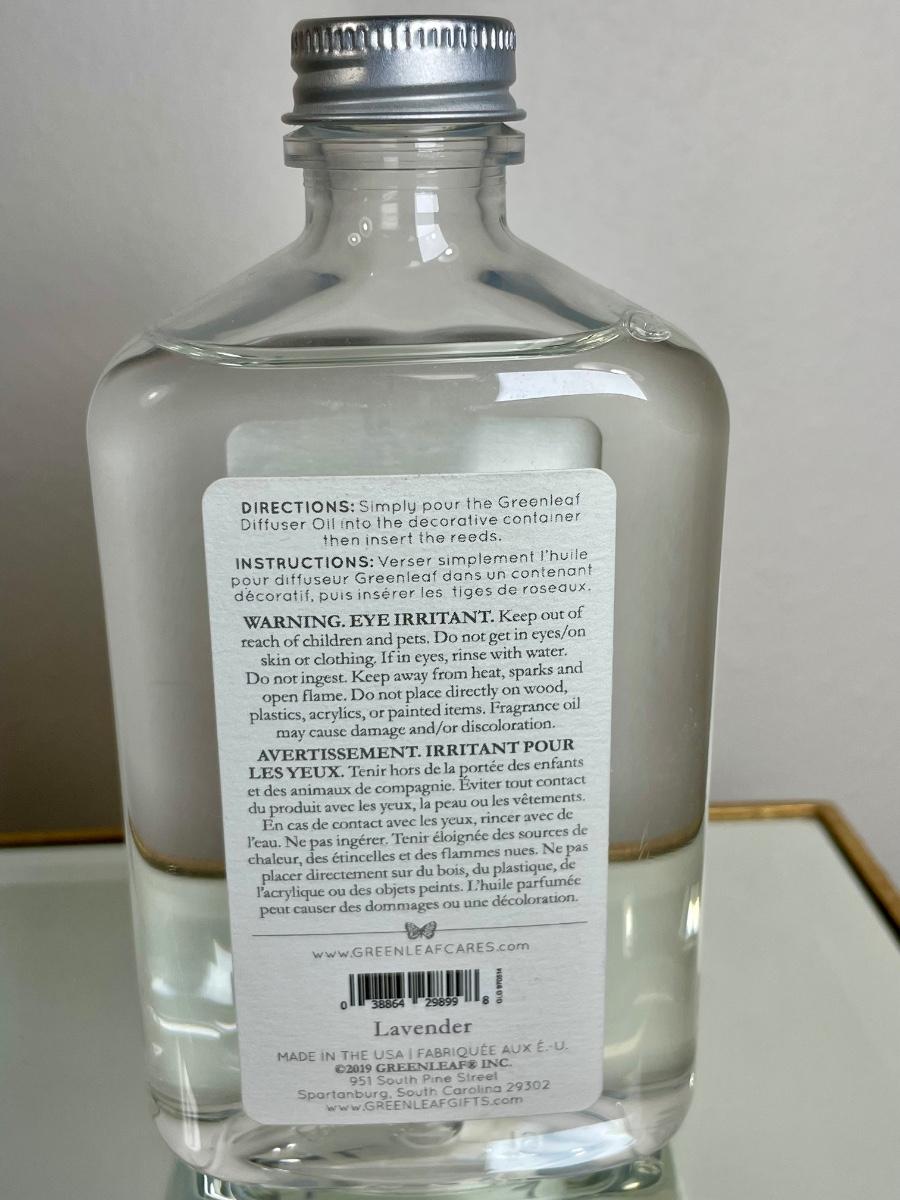 DIRECTIONS: Simply pour the Greenleaf
Diffuser Oil into the decorative container
then insert the reeds.
INSTRUCTIONS: Verser simplement l'huile
pour diffuseur Greenleaf dans un contenant
décoratif, puis insérer les tiges de roseaux.
WARNING. EYE IRRITANT. Keep out of
reach of children and pets. Do not get in eyes/on
skin or clothing. If in eyes, rinse with water.
Do not ingest. Keep away from heat, sparks and
open flame. Do not place directly on wood,
plastics, acrylics, or painted items. Fragrance oil
may cause damage and/or discoloration.
AVERTISSEMENT. IRRITANT POUR
LES YEUX. Tenir hors de la portée des enfants
et des animaux de compagnie. Éviter tout contact
du produit avec les yeux, la peau ou les vêtements.
En cas de contact avec les yeux, rincer avec de
l'eau. Ne pas ingérer. Tenir éloignée des sources de
chaleur, des étincelles et des flammes nues. Ne pas
placer directement sur du bois, du plastique, de
l'acrylique ou des objets peints. L'huile parfumée
peut causer des dommages ou une décoloration.
www.GREENLEAFCARES.com
0 38864 29899 8
Lavender
MADE IN THE USA | FABRIQUÉE AUX É.-U.
©2019 GREENLEAF® INC.
951 South Pine Street
Spartanburg, South Carolina 29302
www.GREENLEAFGIFTS.com